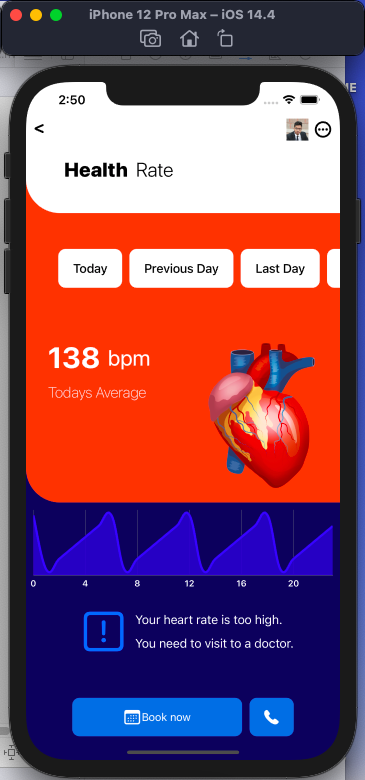 iPhone 12 Pro Max – iOS 14.4
2:50
<
Health Rate
Today Previous Day Last Day
138 bpm
Todays Average
0 4 8 12 16 20
Your heart rate is too high.
You need to visit to a doctor.
Book now